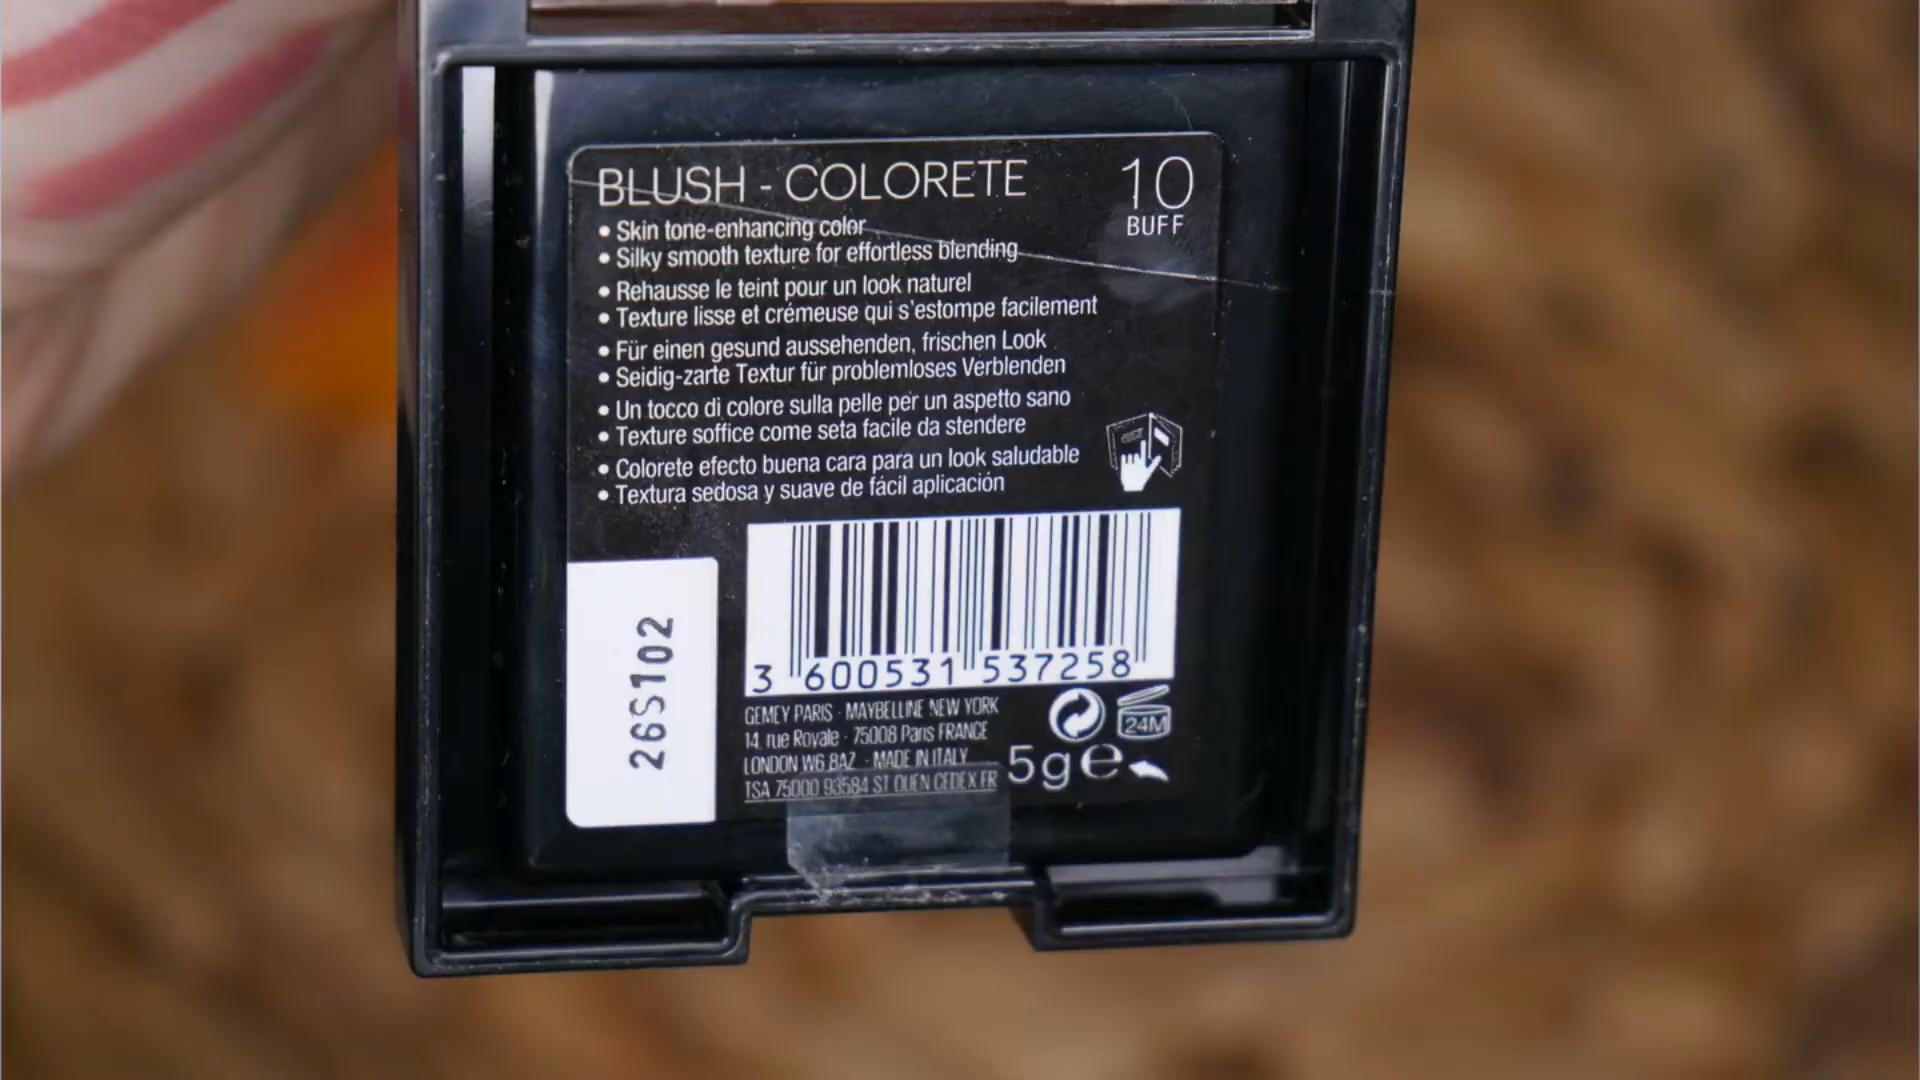 BLUSH - COLORETE
10
BUFF
• Skin tone-enhancing color
• Silky smooth texture for effortless blending
• Rehausse le teint pour un look naturel
• Texture lisse et crémeuse qui s'estompe facilement
• Für einen gesund aussehenden, frischen Look
• Seidig-zarte Textur für problemloses Verblenden
• Un tocco di colore sulla pelle per un aspetto sano
• Texture soffice come seta facile da stendere
• Colorete efecto buena cara para un look saludable
• Textura sedosa y suave de fácil aplicación
26S102
3 600531 537258
GEMEY PARIS · MAYBELLINE NEW YORK
14, rue Royale · 75008 Paris FRANCE
LONDON W6 8AZ · MADE IN ITALY
TSA 75000 93584 ST OUEN CEDEX FR
24M
5g e